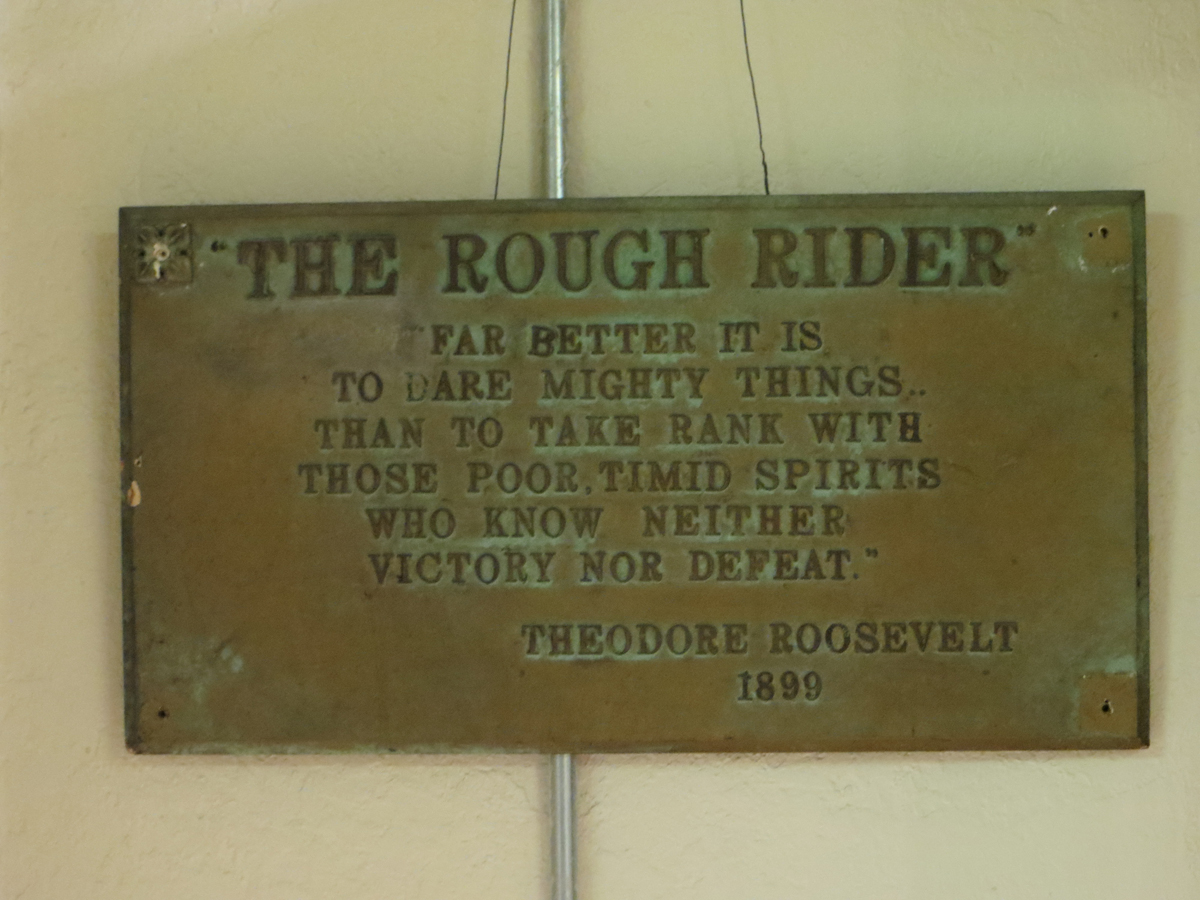 "THE ROUGH RIDER"
"FAR BETTER IT IS
TO DARE MIGHTY THINGS..
THAN TO TAKE RANK WITH
THOSE POOR, TIMID SPIRITS
WHO KNOW NEITHER
VICTORY NOR DEFEAT."
THEODORE ROOSEVELT
1899